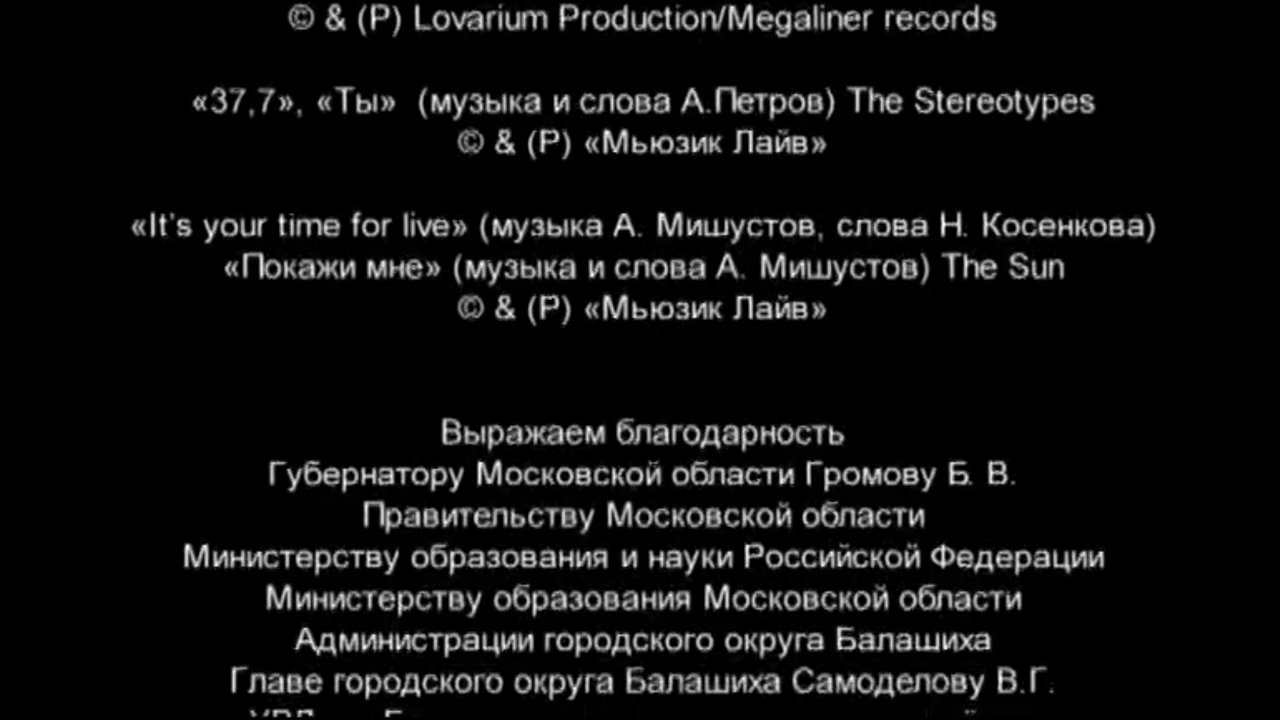 © & (P) Lovarium Production/Megaliner records
«37,7», «Ты» (музыка и слова А.Петров) The Stereotypes
© & (P) «Мьюзик Лайв»
«It's your time for live» (музыка А. Мишустов, слова Н. Косенкова)
«Покажи мне» (музыка и слова А. Мишустов) The Sun
© & (P) «Мьюзик Лайв»
Выражаем благодарность
Губернатору Московской области Громову Б. В.
Правительству Московской области
Министерству образования и науки Российской Федерации
Министерству образования Московской области
Администрации городского округа Балашиха
Главе городского округа Балашиха Самоделову В.Г.